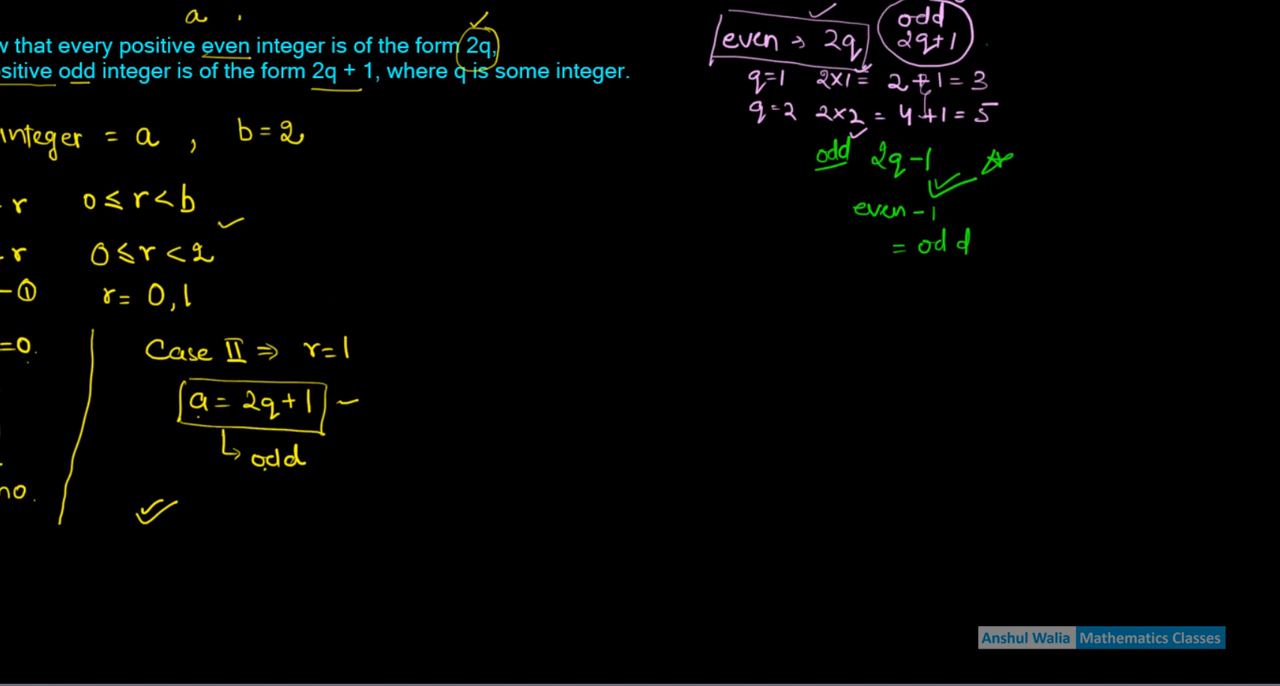 a .
w that every positive even integer is of the form 2q,
sitive odd integer is of the form 2q + 1, where q is some integer.
integer = a , b = 2
r 0 ≤ r < b
r 0 ≤ r < 2
- ① r = 0, 1
= 0.
Case II ⇒ r = 1
a = 2q + 1
↳ odd
no.
even → 2q
odd
2q+1
q=1 2×1 = 2 + 1 = 3
q=2 2×2 = 4 + 1 = 5
odd 2q-1
even - 1
= odd
Anshul Walia Mathematics Classes